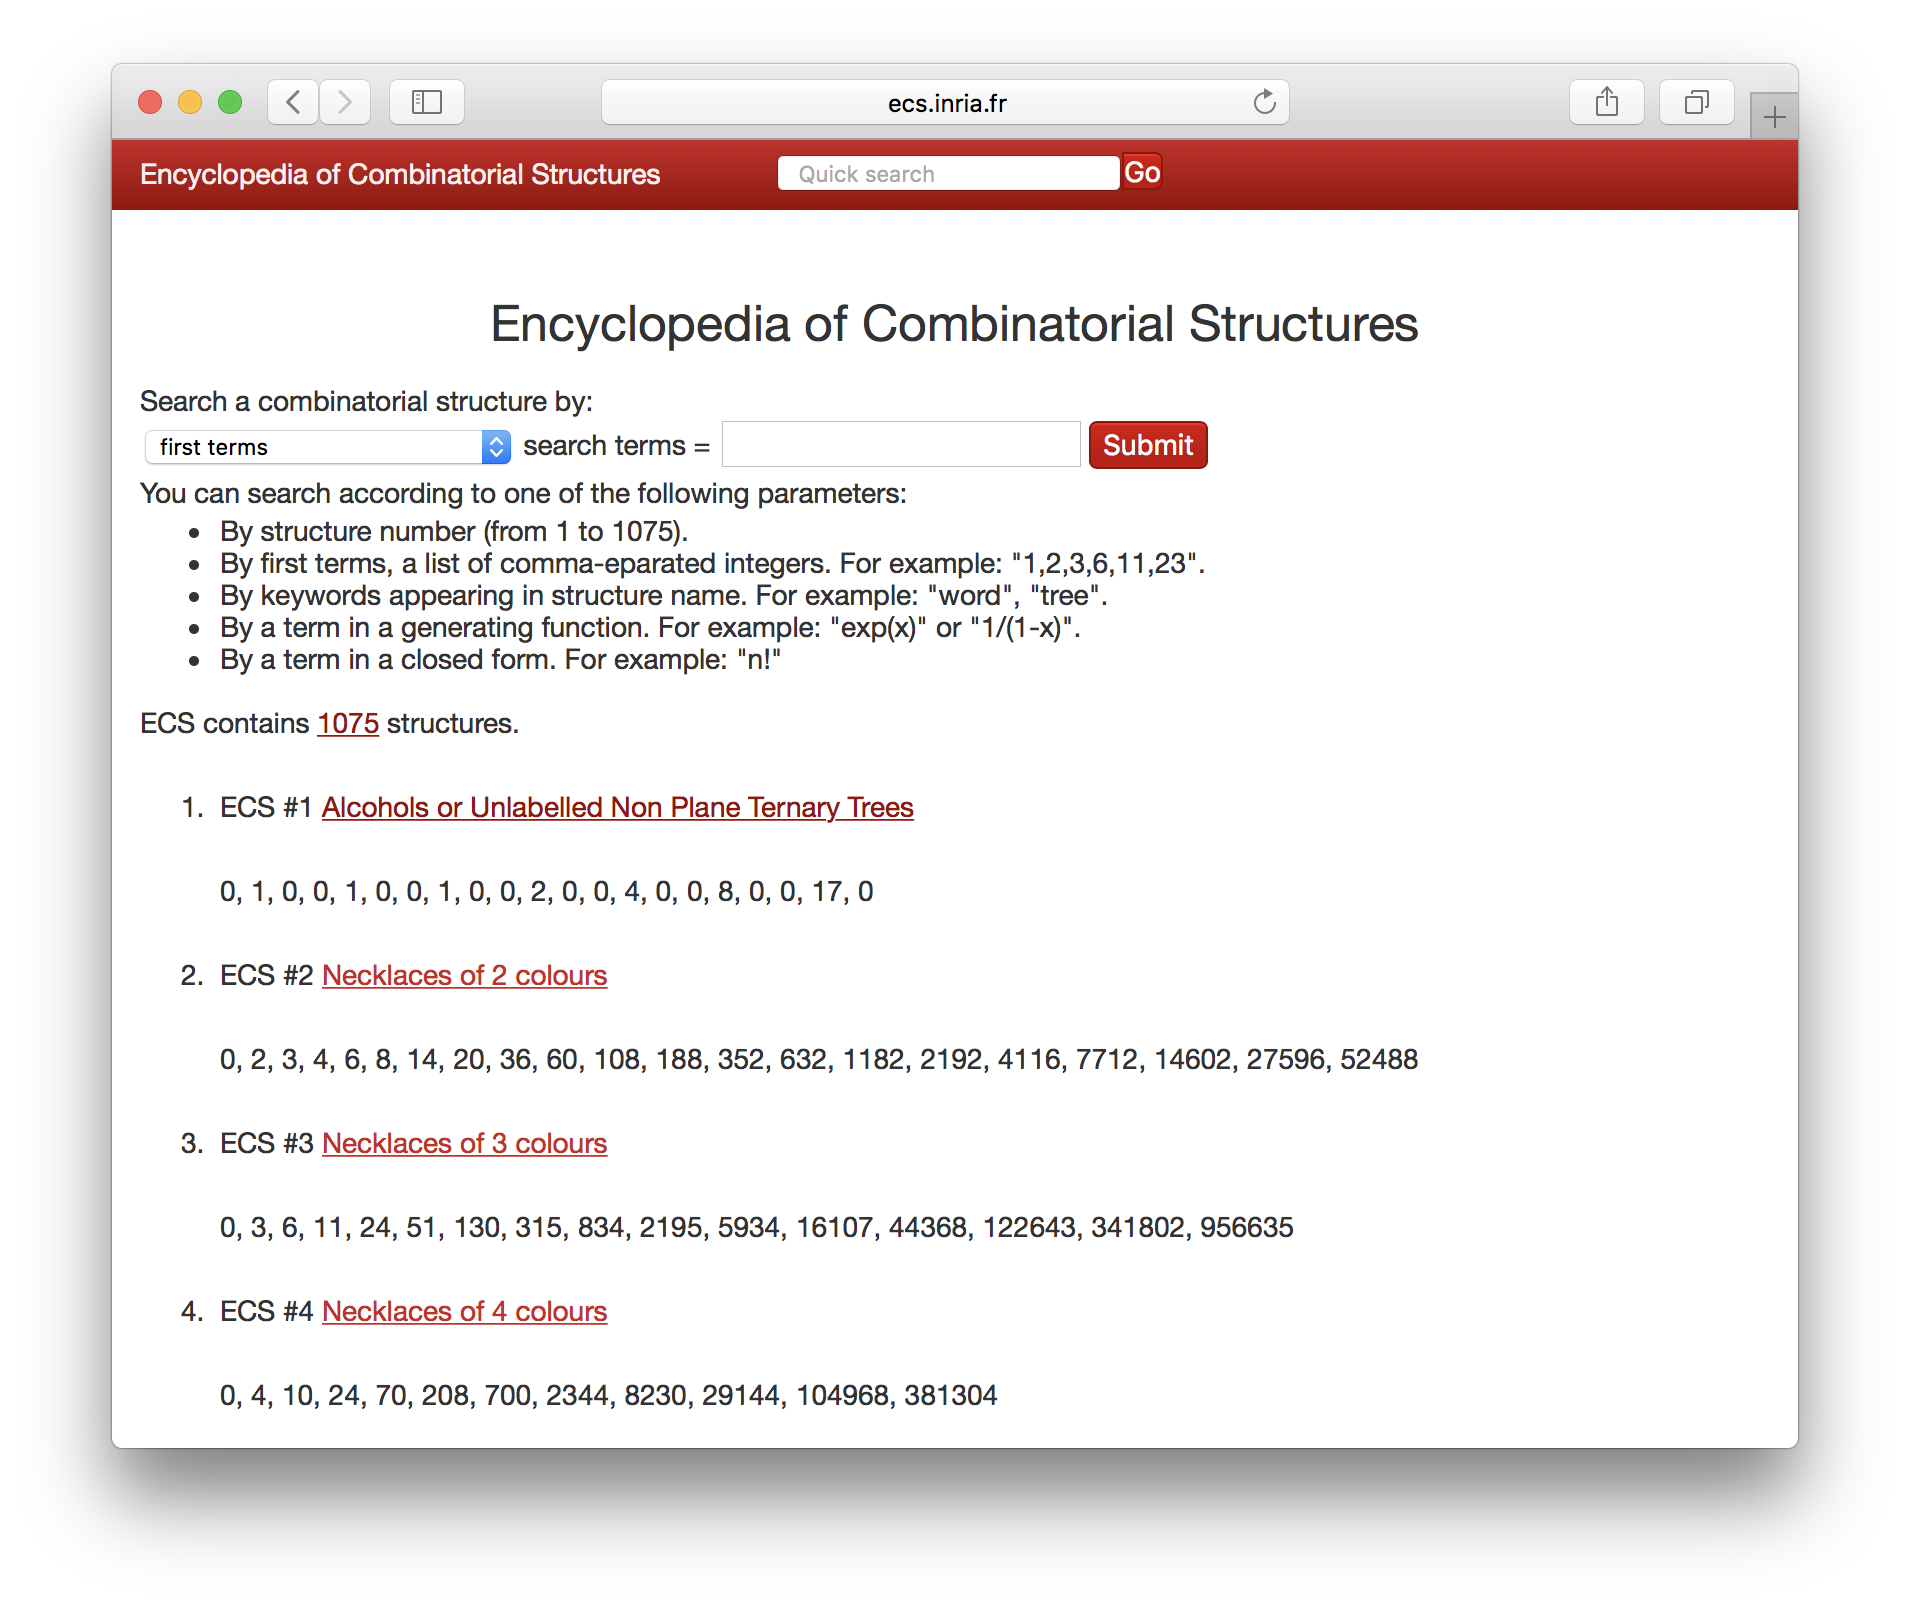 ecs.inria.fr
Encyclopedia of Combinatorial Structures Quick search Go
Encyclopedia of Combinatorial Structures
Search a combinatorial structure by:
first terms search terms = Submit
You can search according to one of the following parameters:
• By structure number (from 1 to 1075).
• By first terms, a list of comma-eparated integers. For example: "1,2,3,6,11,23".
• By keywords appearing in structure name. For example: "word", "tree".
• By a term in a generating function. For example: "exp(x)" or "1/(1-x)".
• By a term in a closed form. For example: "n!"
ECS contains 1075 structures.
1. ECS #1 Alcohols or Unlabelled Non Plane Ternary Trees
0, 1, 0, 0, 1, 0, 0, 1, 0, 0, 2, 0, 0, 4, 0, 0, 8, 0, 0, 17, 0
2. ECS #2 Necklaces of 2 colours
0, 2, 3, 4, 6, 8, 14, 20, 36, 60, 108, 188, 352, 632, 1182, 2192, 4116, 7712, 14602, 27596, 52488
3. ECS #3 Necklaces of 3 colours
0, 3, 6, 11, 24, 51, 130, 315, 834, 2195, 5934, 16107, 44368, 122643, 341802, 956635
4. ECS #4 Necklaces of 4 colours
0, 4, 10, 24, 70, 208, 700, 2344, 8230, 29144, 104968, 381304